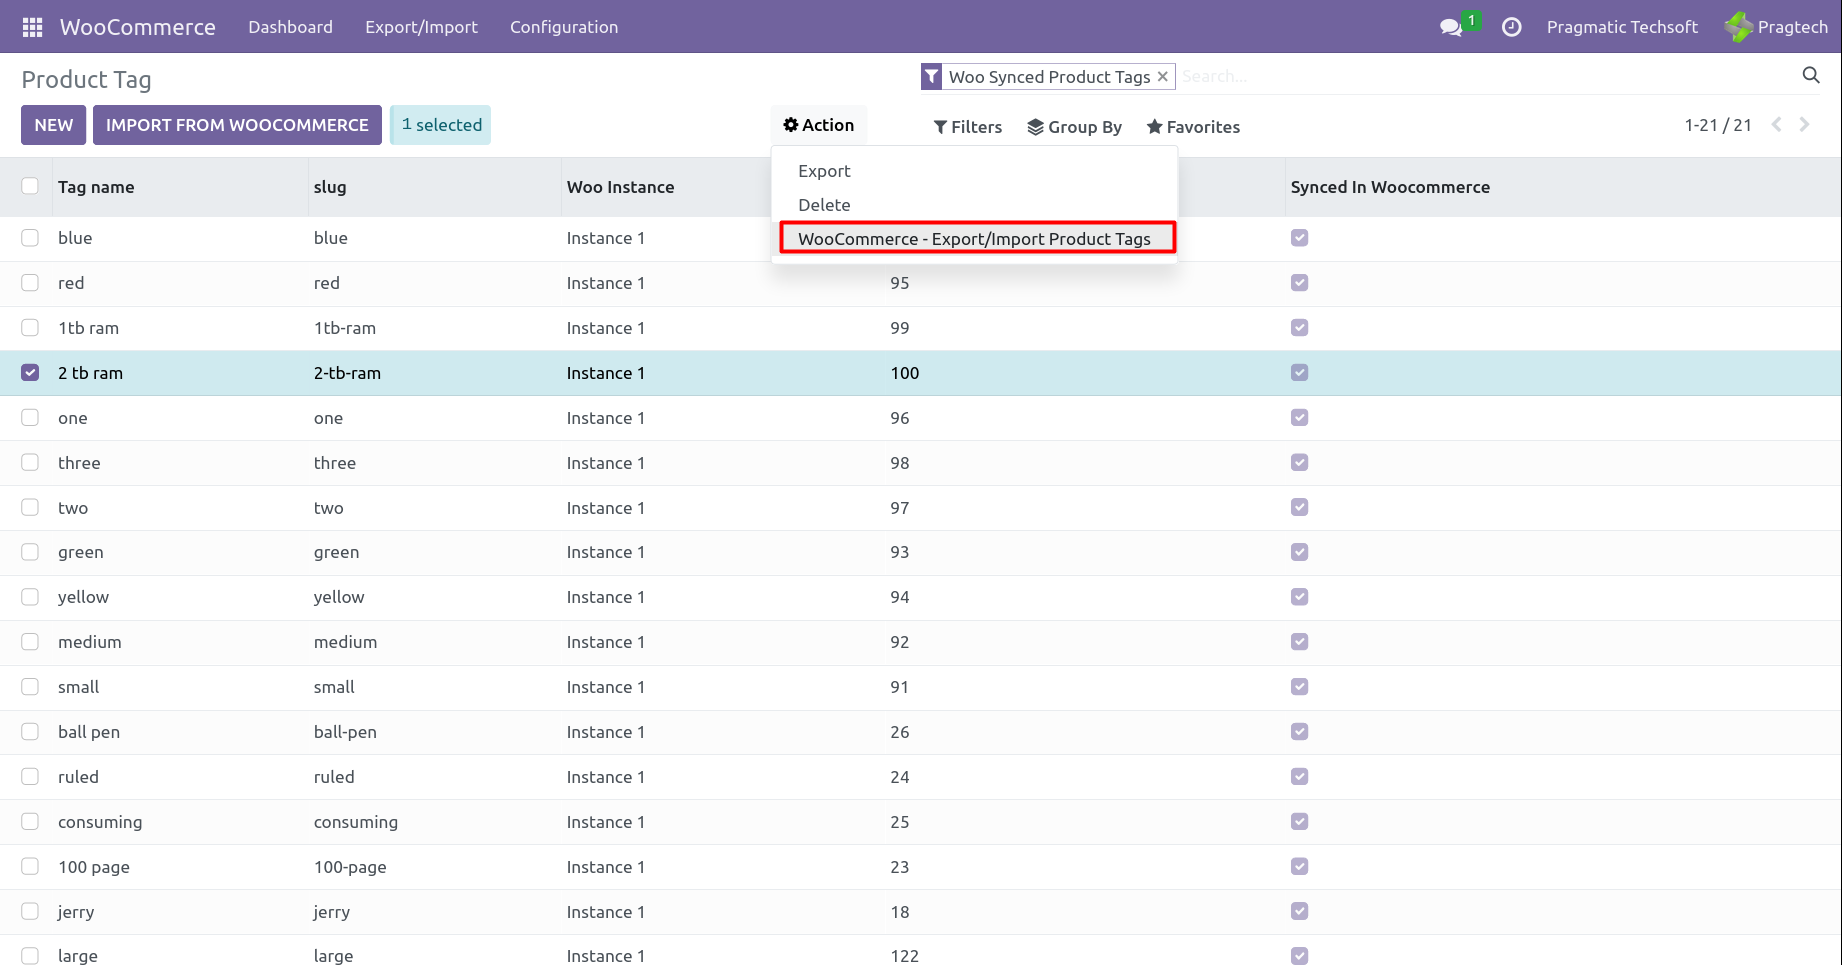 WooCommerce Dashboard Export/Import Configuration 1 Pragmatic Techsoft Pragtech
Product Tag Woo Synced Product Tags × Search...
NEW IMPORT FROM WOOCOMMERCE 1 selected Action Filters Group By Favorites 1-21 / 21
Export
Delete
WooCommerce - Export/Import Product Tags
Tag name slug Woo Instance Synced In Woocommerce
blue blue Instance 1
red red Instance 1 95
1tb ram 1tb-ram Instance 1 99
2 tb ram 2-tb-ram Instance 1 100
one one Instance 1 96
three three Instance 1 98
two two Instance 1 97
green green Instance 1 93
yellow yellow Instance 1 94
medium medium Instance 1 92
small small Instance 1 91
ball pen ball-pen Instance 1 26
ruled ruled Instance 1 24
consuming consuming Instance 1 25
100 page 100-page Instance 1 23
jerry jerry Instance 1 18
large large Instance 1 122